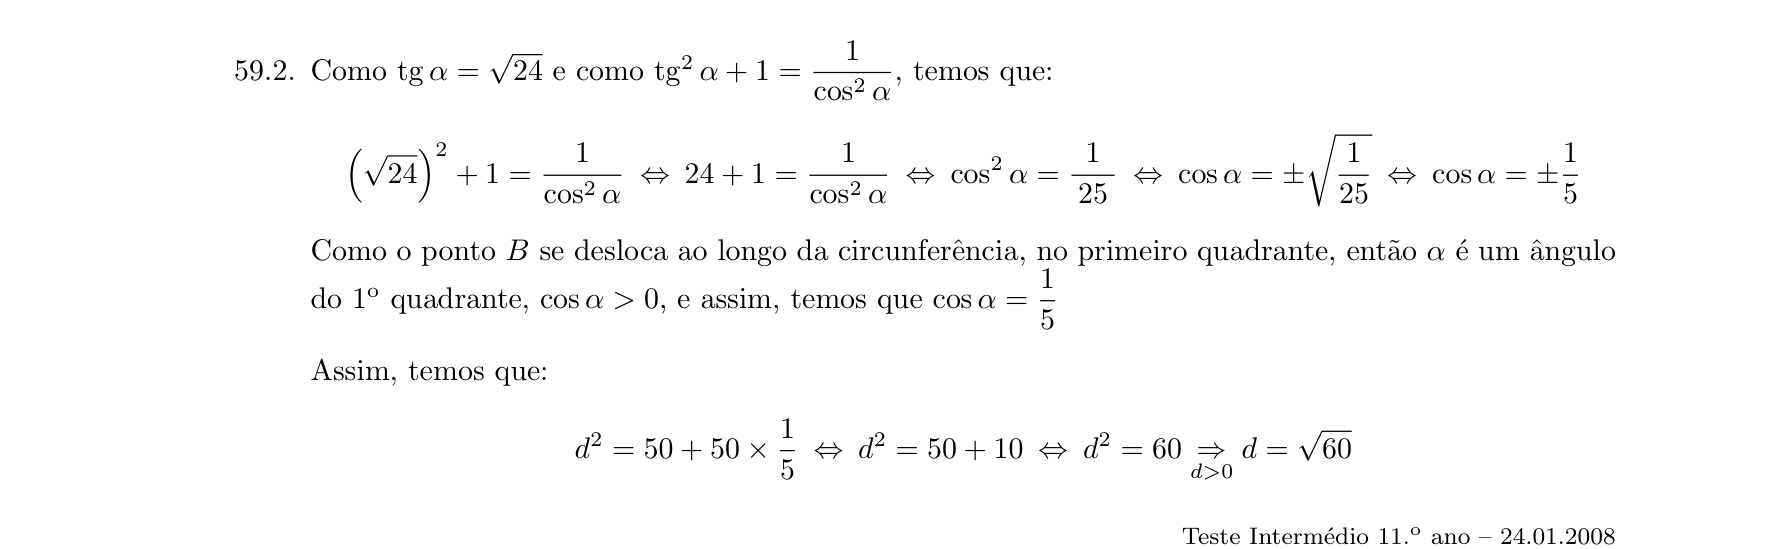 59.2. Como tg α = √24 e como tg² α + 1 = 1/cos² α, temos que:
(√24)² + 1 = 1/cos² α ⇔ 24 + 1 = 1/cos² α ⇔ cos² α = 1/25 ⇔ cos α = ±√(1/25) ⇔ cos α = ±1/5
Como o ponto B se desloca ao longo da circunferência, no primeiro quadrante, então α é um ângulo
do 1º quadrante, cos α > 0, e assim, temos que cos α = 1/5
Assim, temos que:
d² = 50 + 50 × 1/5 ⇔ d² = 50 + 10 ⇔ d² = 60 ⇒ d>0 d = √60
Teste Intermédio 11.º ano – 24.01.2008